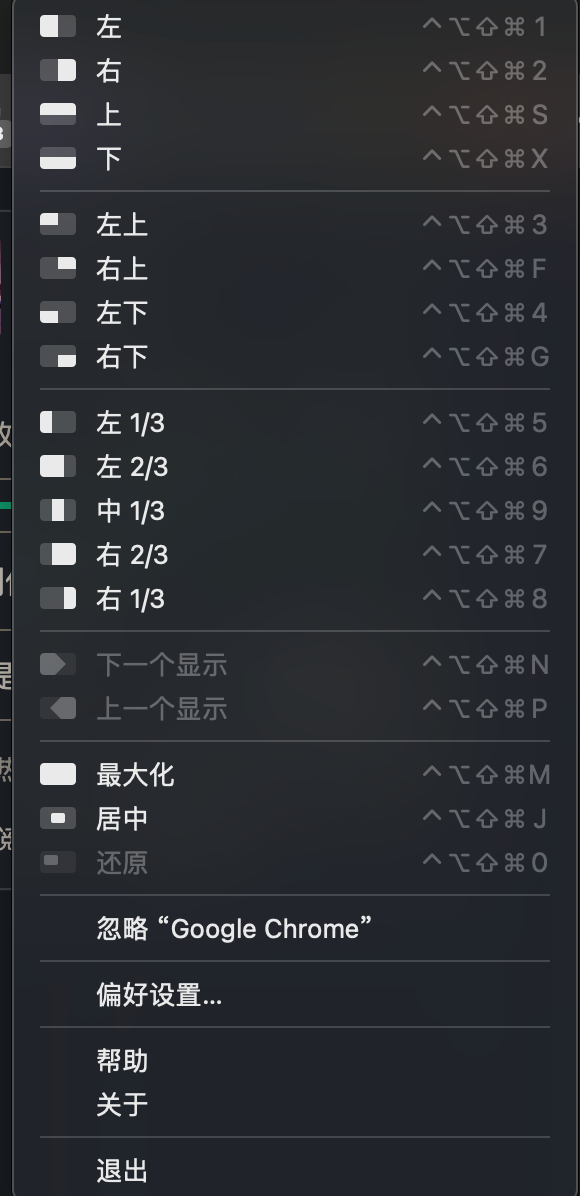 左 ⌃⌥⇧⌘1
右 ⌃⌥⇧⌘2
上 ⌃⌥⇧⌘S
下 ⌃⌥⇧⌘X
左上 ⌃⌥⇧⌘3
右上 ⌃⌥⇧⌘F
左下 ⌃⌥⇧⌘4
右下 ⌃⌥⇧⌘G
左 1/3 ⌃⌥⇧⌘5
左 2/3 ⌃⌥⇧⌘6
中 1/3 ⌃⌥⇧⌘9
右 2/3 ⌃⌥⇧⌘7
右 1/3 ⌃⌥⇧⌘8
下一个显示 ⌃⌥⇧⌘N
上一个显示 ⌃⌥⇧⌘P
最大化 ⌃⌥⇧⌘M
居中 ⌃⌥⇧⌘J
还原 ⌃⌥⇧⌘0
忽略 “Google Chrome”
偏好设置...
帮助
关于
退出